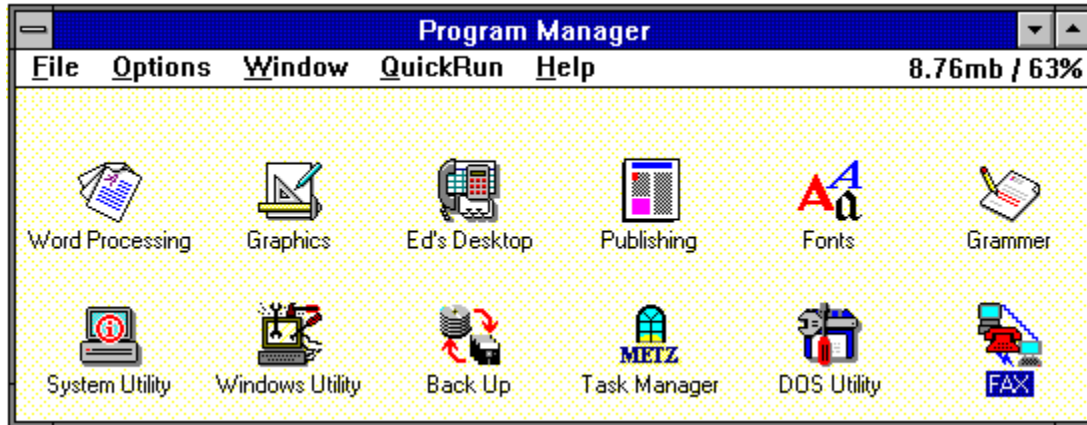 Program Manager
File Options Window QuickRun Help 8.76mb / 63%
Word Processing Graphics Ed's Desktop Publishing Fonts Grammer
METZ
System Utility Windows Utility Back Up Task Manager DOS Utility FAX